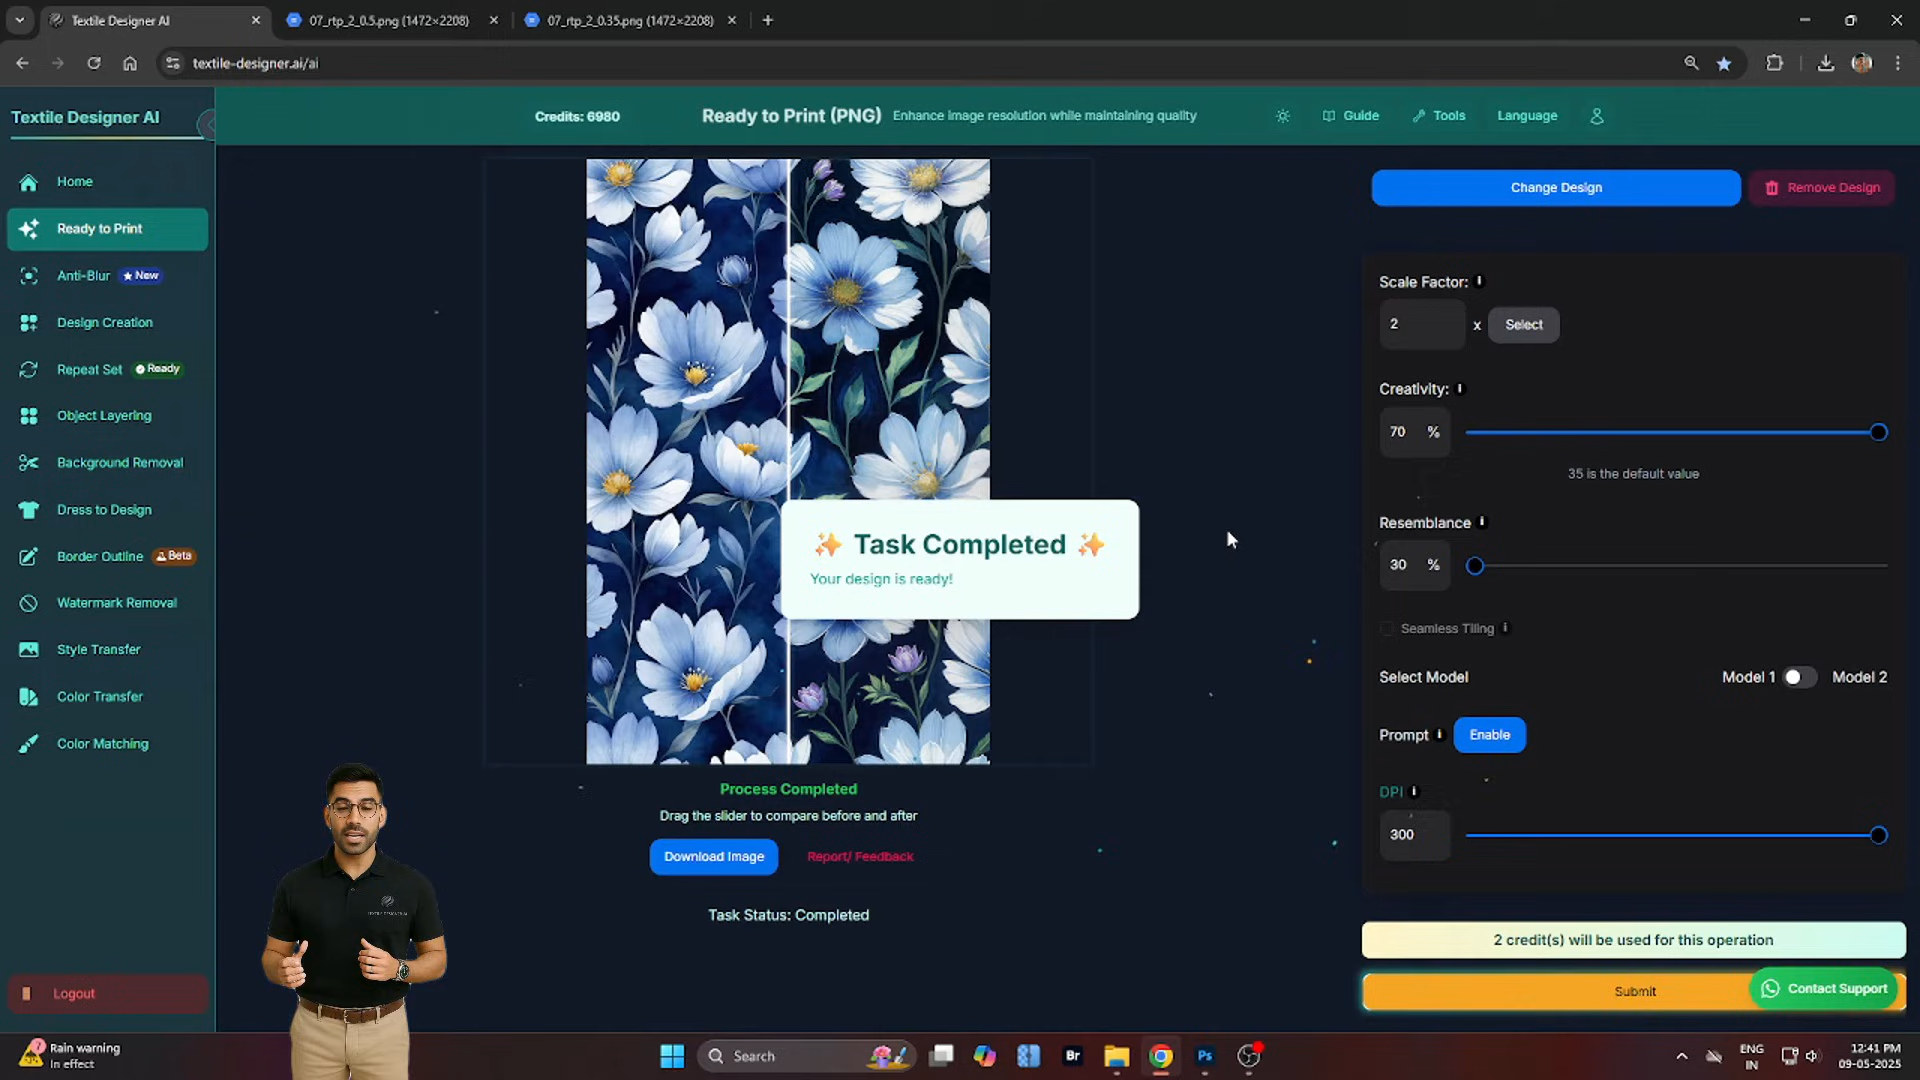 Textile Designer AI
07_rtp_2_0.5.png (1472×2208)
07_rtp_2_0.35.png (1472×2208)
textile-designer.ai/ai
Textile Designer AI
Credits: 6980
Ready to Print (PNG)
Enhance image resolution while maintaining quality
Guide
Tools
Language
Home
Ready to Print
Anti-Blur
New
Design Creation
Repeat Set
Ready
Object Layering
Background Removal
Dress to Design
Border Outline
Beta
Watermark Removal
Style Transfer
Color Transfer
Color Matching
Logout
Task Completed
Your design is ready!
Process Completed
Drag the slider to compare before and after
Download Image
Report/ Feedback
Task Status: Completed
Change Design
Remove Design
Scale Factor:
2
x
Select
Creativity:
70 %
35 is the default value
Resemblance
30 %
Seamless Tiling
Select Model
Model 1
Model 2
Prompt
Enable
DPI
300
2 credit(s) will be used for this operation
Submit
Contact Support
Rain warning
In effect
Search
Br
Ps
ENG
IN
12:41 PM
09-05-2025